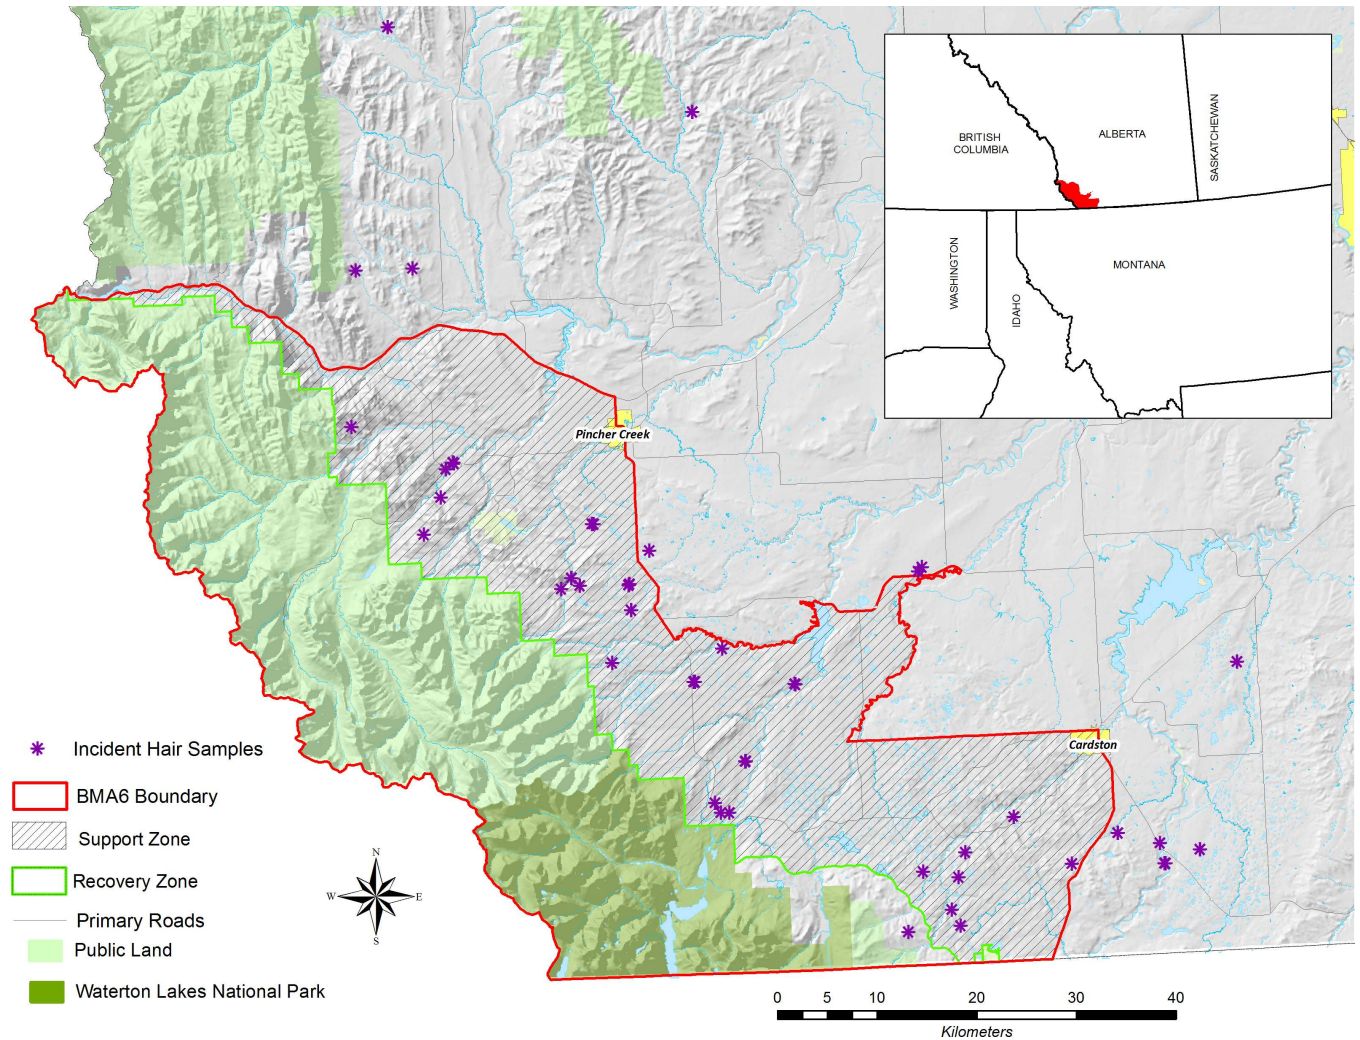 BRITISH
COLUMBIA
ALBERTA
SASKATCHEWAN
WASHINGTON
IDAHO
MONTANA
Pincher Creek
Cardston
Incident Hair Samples
BMA6 Boundary
Support Zone
Recovery Zone
Primary Roads
Public Land
Waterton Lakes National Park
N
W
E
S
0 5 10 20 30 40
Kilometers